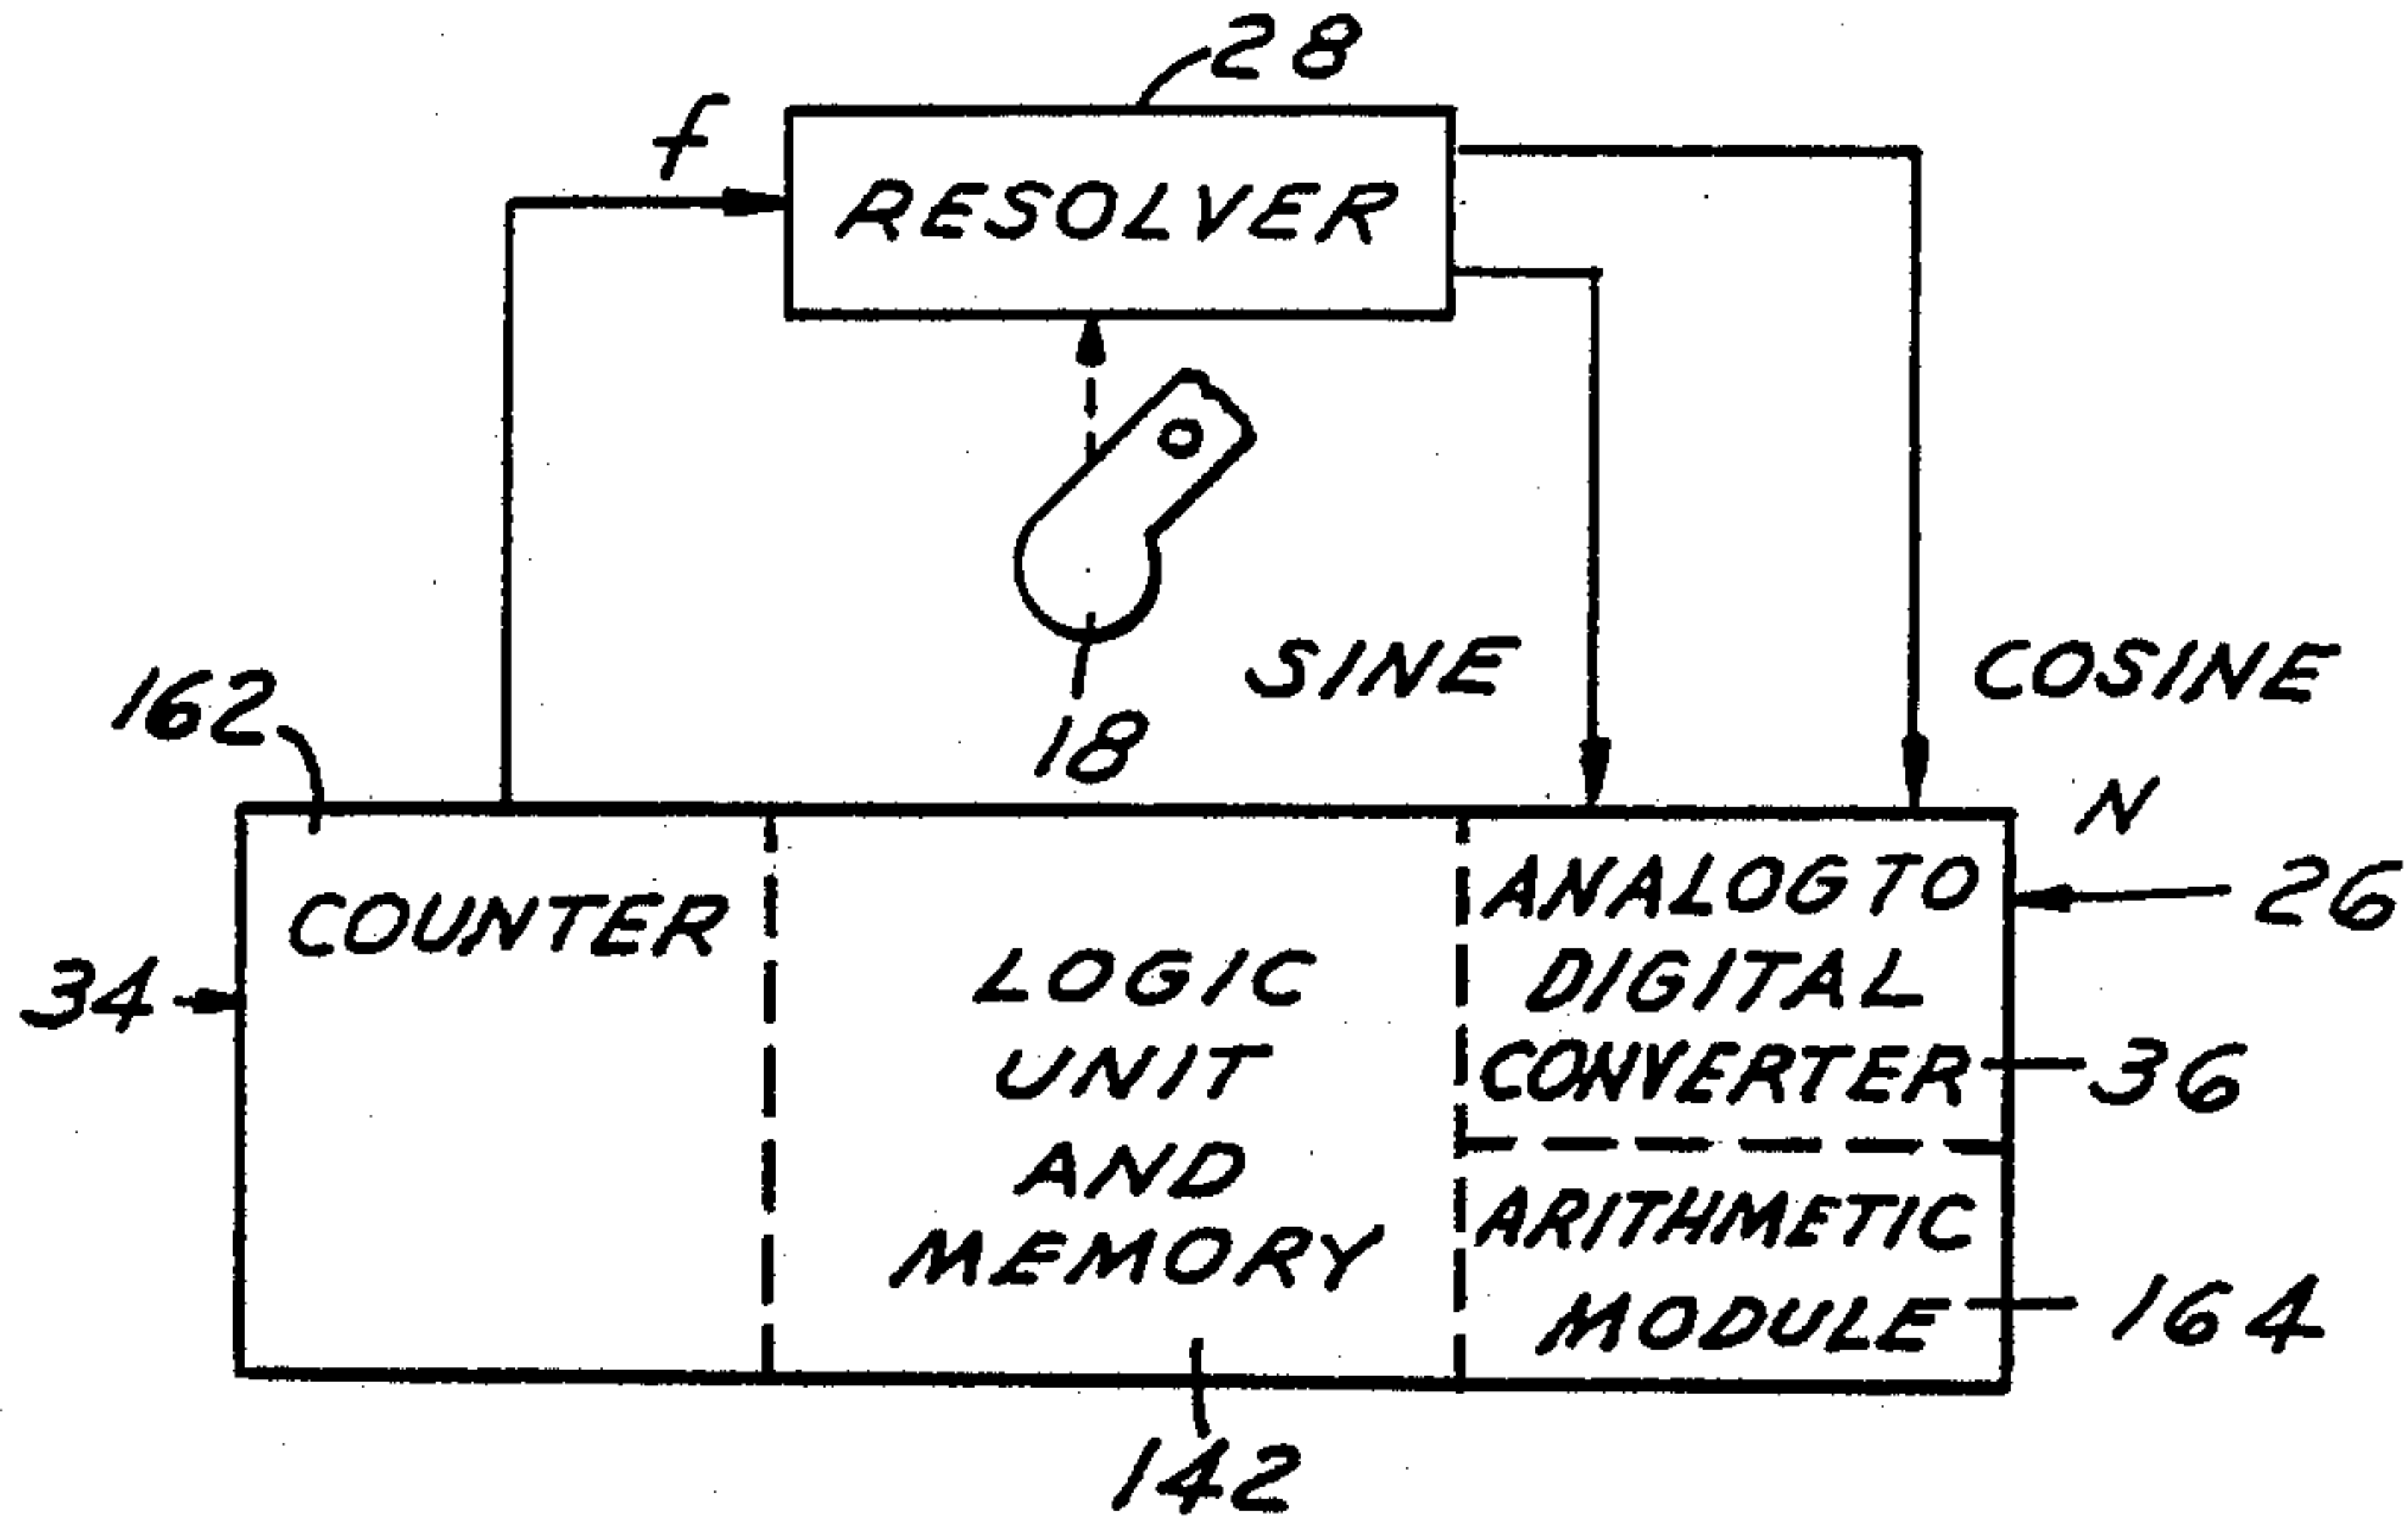 28
f
RESOLVER
SINE
COSINE
162
18
N
COUNTER
ANALOG TO
26
34
LOGIC
DIGITAL
UNIT
CONVERTER
36
AND
ARITHMETIC
MEMORY
MODULE
164
142